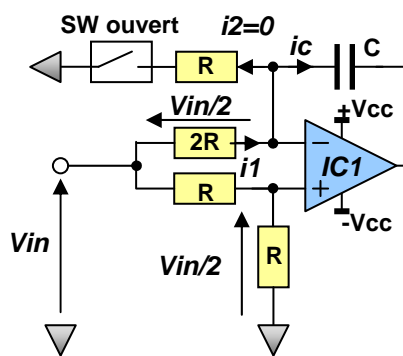 SW ouvert
i2=0
ic
C
R
Vin/2
+Vcc
2R
i1
−
IC1
R
+
-Vcc
Vin
Vin/2
R